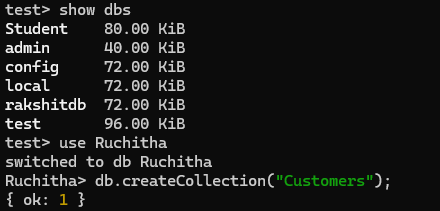 test> show dbs
Student    80.00 KiB
admin      40.00 KiB
config     72.00 KiB
local      72.00 KiB
rakshitdb  72.00 KiB
test       96.00 KiB
test> use Ruchitha
switched to db Ruchitha
Ruchitha> db.createCollection("Customers");
{ ok: 1 }